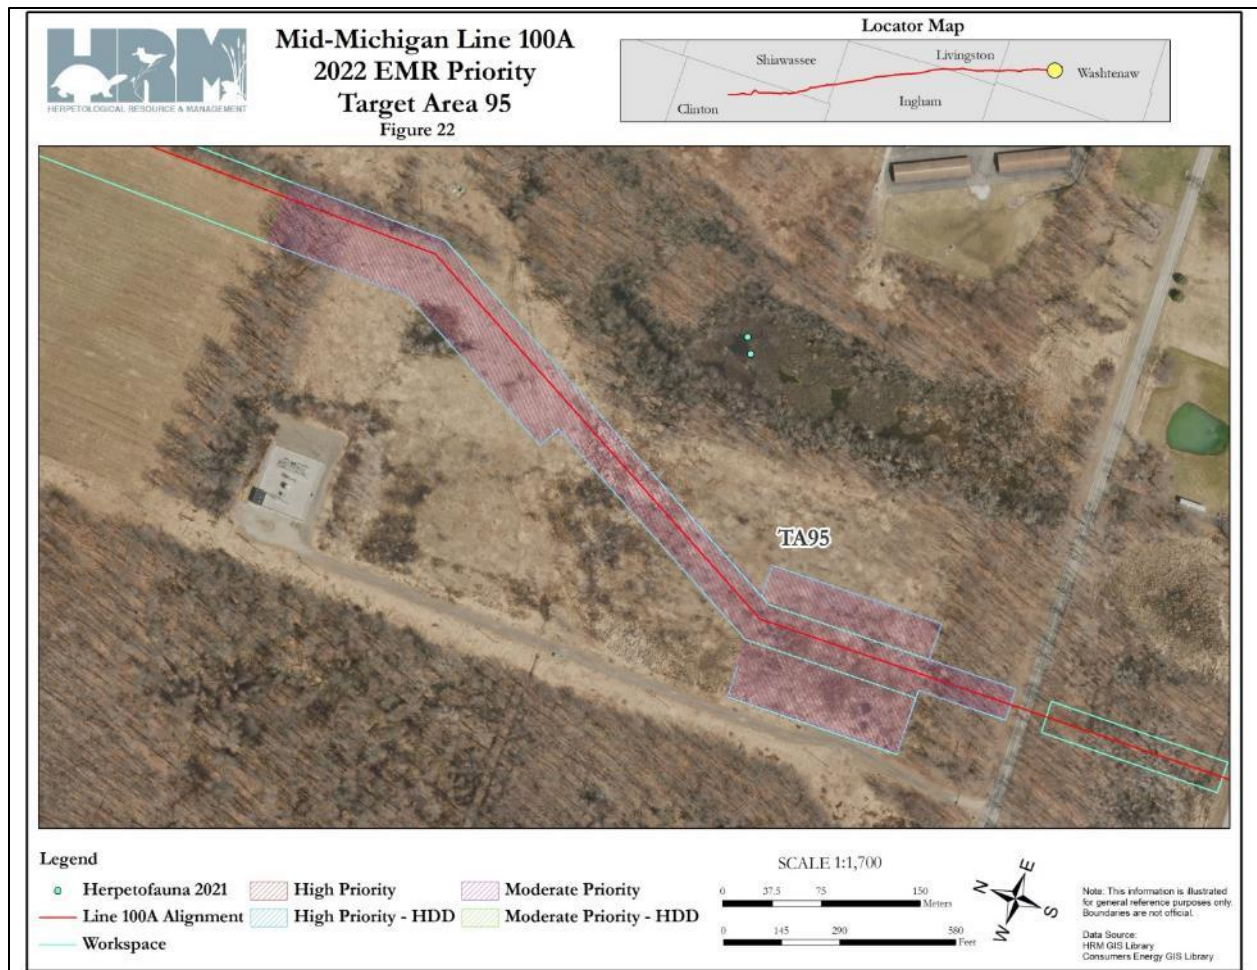 HRM
HERPETOLOGICAL RESOURCE & MANAGEMENT
Mid-Michigan Line 100A
2022 EMR Priority
Target Area 95
Figure 22
Locator Map
Shiawassee
Livingston
Washtenaw
Clinton
Ingham
TA95
Legend
Herpetofauna 2021
Line 100A Alignment
Workspace
High Priority
High Priority - HDD
Moderate Priority
Moderate Priority - HDD
SCALE 1:1,700
0 37.5 75 150
Meters
0 145 290 580
Feet
N E S W
Note: This information is illustrated
for general reference purposes only.
Boundaries are not official.
Data Source:
HRM GIS Library
Consumers Energy GIS Library